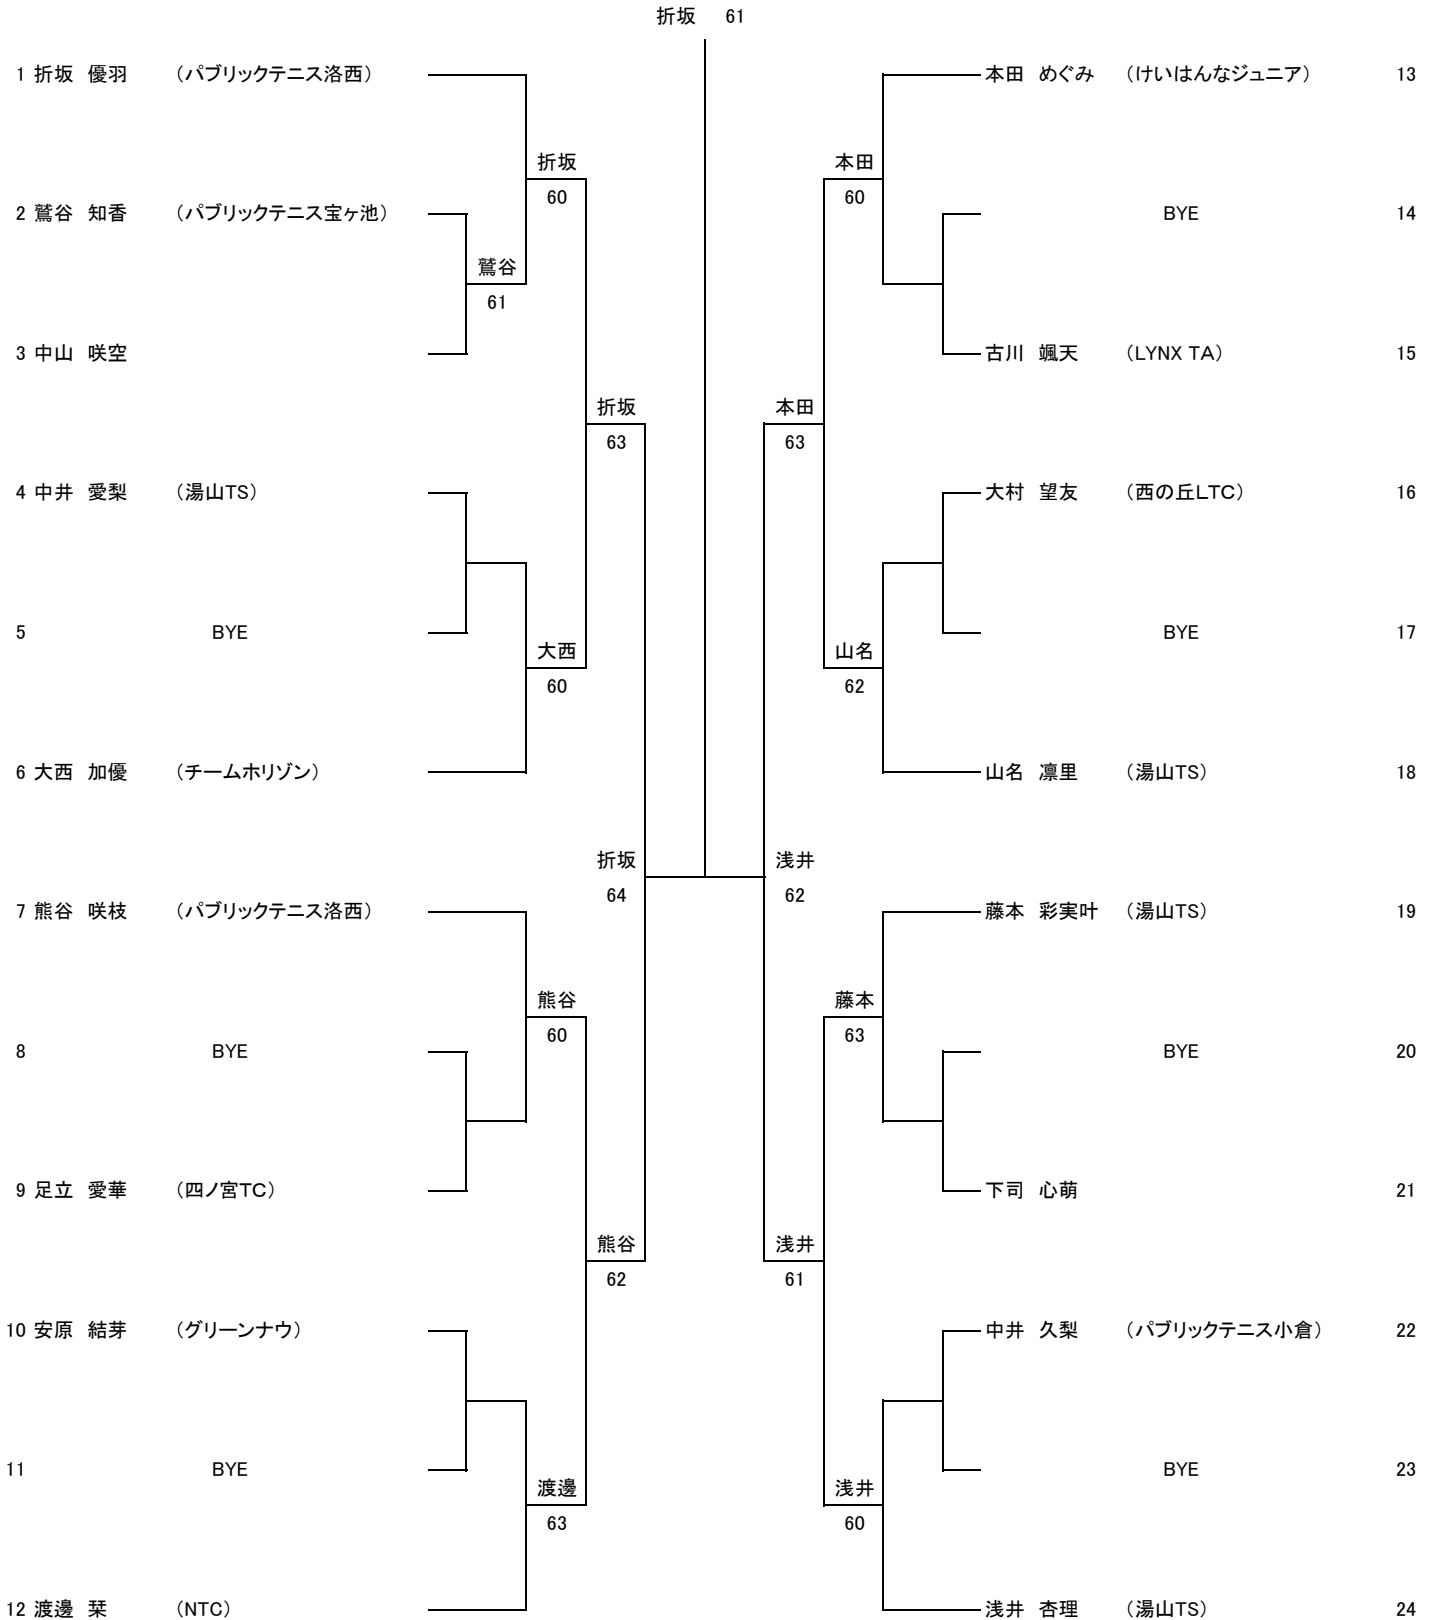 折坂 61
1 折坂 優羽 （パブリックテニス洛西）
本田 めぐみ （けいはんなジュニア） 13
折坂
本田
60
60
2 鷲谷 知香 （パブリックテニス宝ヶ池）
BYE 14
鷲谷
61
3 中山 咲空
古川 颯天 （LYNX TA） 15
折坂
本田
63
63
4 中井 愛梨 （湯山TS）
大村 望友 （西の丘LTC） 16
5 BYE
BYE 17
大西
山名
60
62
6 大西 加優 （チームホリゾン）
山名 凛里 （湯山TS） 18
折坂
浅井
64
62
7 熊谷 咲枝 （パブリックテニス洛西）
藤本 彩実叶 （湯山TS） 19
熊谷
藤本
60
63
8 BYE
BYE 20
9 足立 愛華 （四ノ宮TC）
下司 心萌 21
熊谷
浅井
62
61
10 安原 結芽 （グリーンナウ）
中井 久梨 （パブリックテニス小倉） 22
11 BYE
BYE 23
渡邊
浅井
63
60
12 渡邊 栞 （NTC）
浅井 杏理 （湯山TS） 24